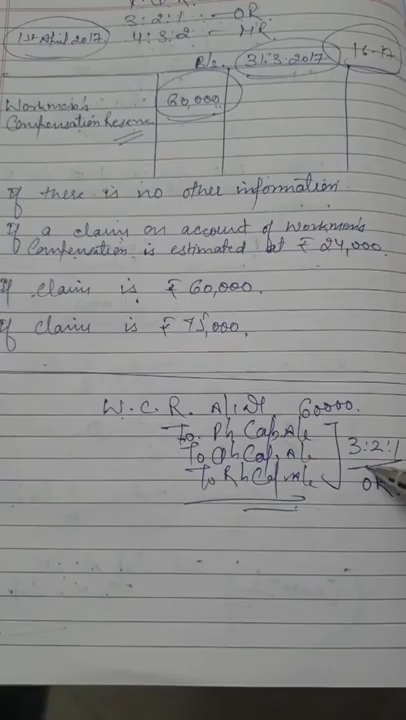 3:2:1 -- OR
1st April 2017 4:3:2 - NR
B/s. 31.3.2017 16-17
Workmen's 60,000
Compensation Reserve
If there is no other information
If a claim on account of workmen's
Compensation is estimated at ₹ 24,000.
If claim is ₹ 60,000.
If claim is ₹ 75,000.
W.C.R. A/c Dr 60000.
To P's Cap. A/c
To Q's Cap. A/c 3:2:1
To R's Cap. A/c OR